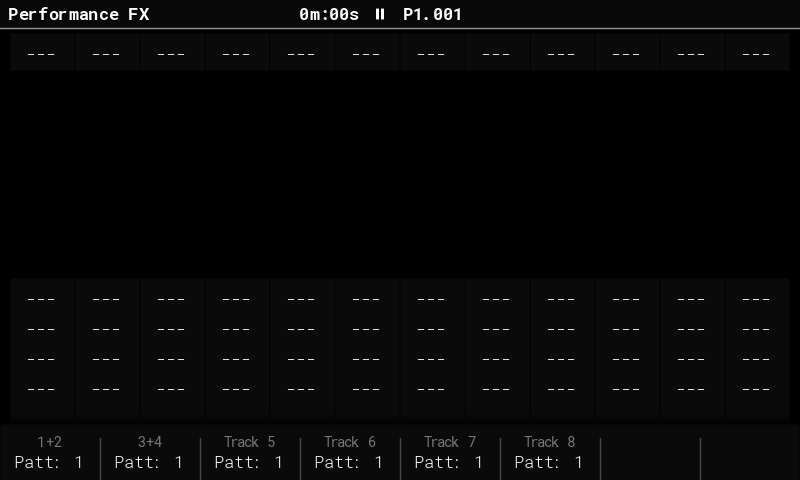 Performance FX 0m:00s ⏸ P1.001
--- --- --- --- --- --- --- --- --- --- --- ---
--- --- --- --- --- --- --- --- --- --- --- ---
--- --- --- --- --- --- --- --- --- --- --- ---
--- --- --- --- --- --- --- --- --- --- --- ---
--- --- --- --- --- --- --- --- --- --- --- ---
1+2 3+4 Track 5 Track 6 Track 7 Track 8
Patt: 1 Patt: 1 Patt: 1 Patt: 1 Patt: 1 Patt: 1